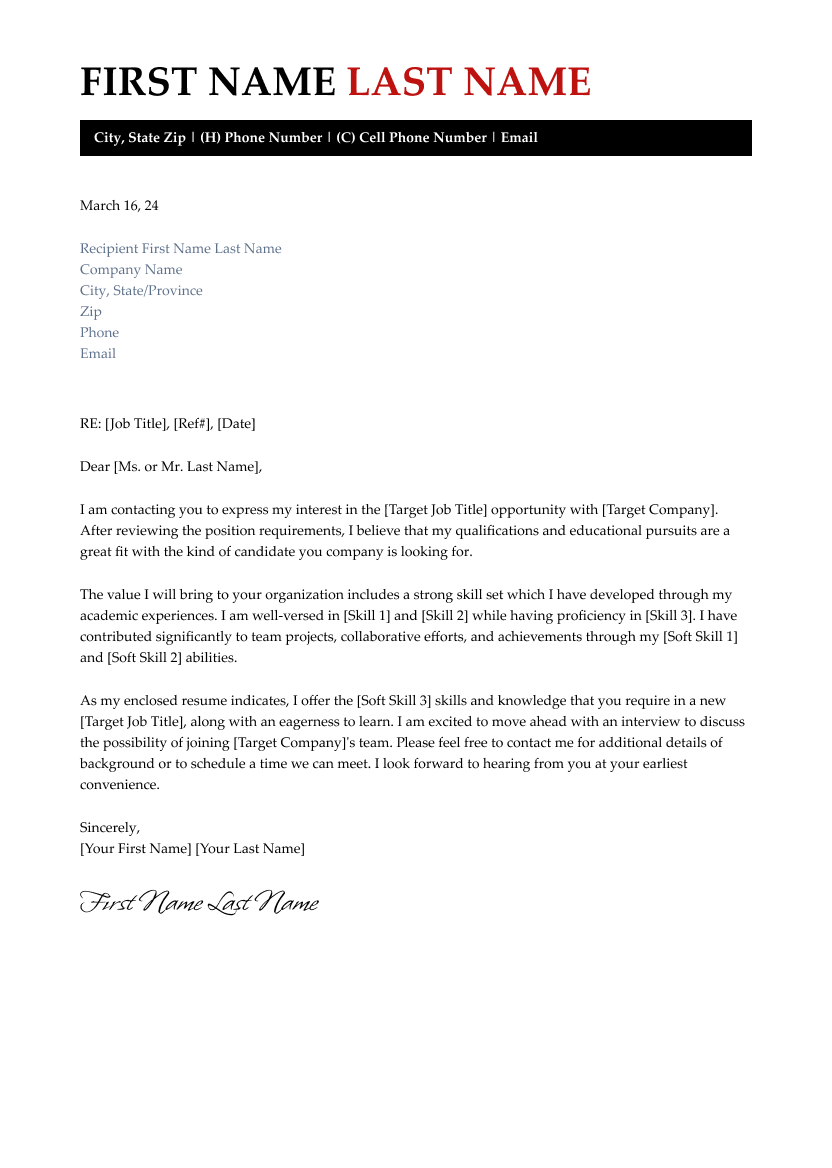 FIRST NAME LAST NAME
City, State Zip | (H) Phone Number | (C) Cell Phone Number | Email
March 16, 24
Recipient First Name Last Name
Company Name
City, State/Province
Zip
Phone
Email
RE: [Job Title], [Ref#], [Date]
Dear [Ms. or Mr. Last Name],
I am contacting you to express my interest in the [Target Job Title] opportunity with [Target Company].
After reviewing the position requirements, I believe that my qualifications and educational pursuits are a
great fit with the kind of candidate you company is looking for.
The value I will bring to your organization includes a strong skill set which I have developed through my
academic experiences. I am well-versed in [Skill 1] and [Skill 2] while having proficiency in [Skill 3]. I have
contributed significantly to team projects, collaborative efforts, and achievements through my [Soft Skill 1]
and [Soft Skill 2] abilities.
As my enclosed resume indicates, I offer the [Soft Skill 3] skills and knowledge that you require in a new
[Target Job Title], along with an eagerness to learn. I am excited to move ahead with an interview to discuss
the possibility of joining [Target Company]'s team. Please feel free to contact me for additional details of
background or to schedule a time we can meet. I look forward to hearing from you at your earliest
convenience.
Sincerely,
[Your First Name] [Your Last Name]
First Name Last Name